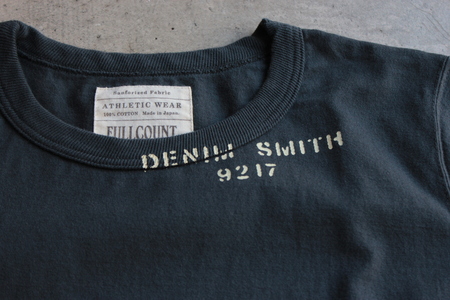 Sanforized Fabric
ATHLETIC WEAR
100% COTTON Made in Japan.
FULLCOUNT
DENIM SMITH
9217